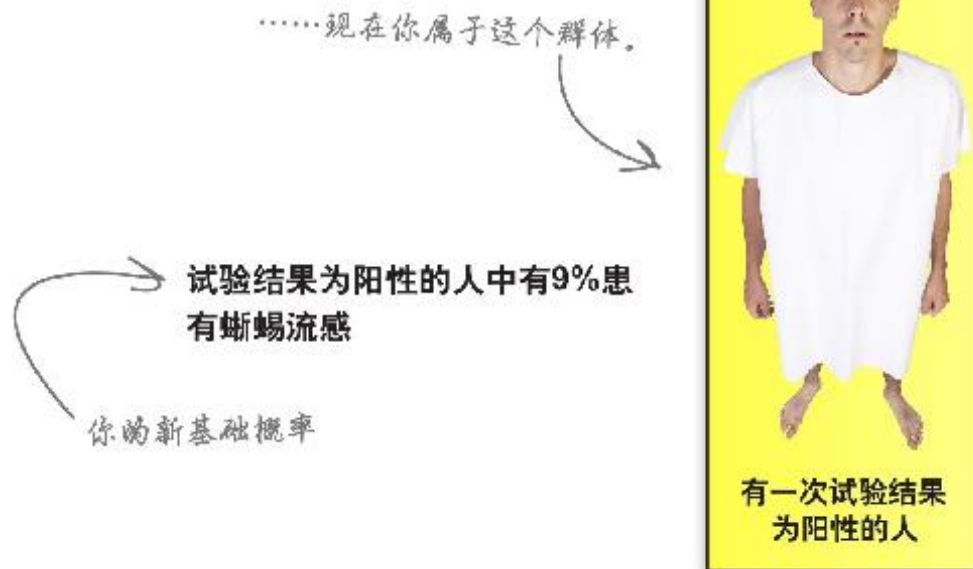 ……现在你属于这个群体。
试验结果为阳性的人中有9%患
有蜥蜴流感
你的新基础概率
有一次试验结果
为阳性的人